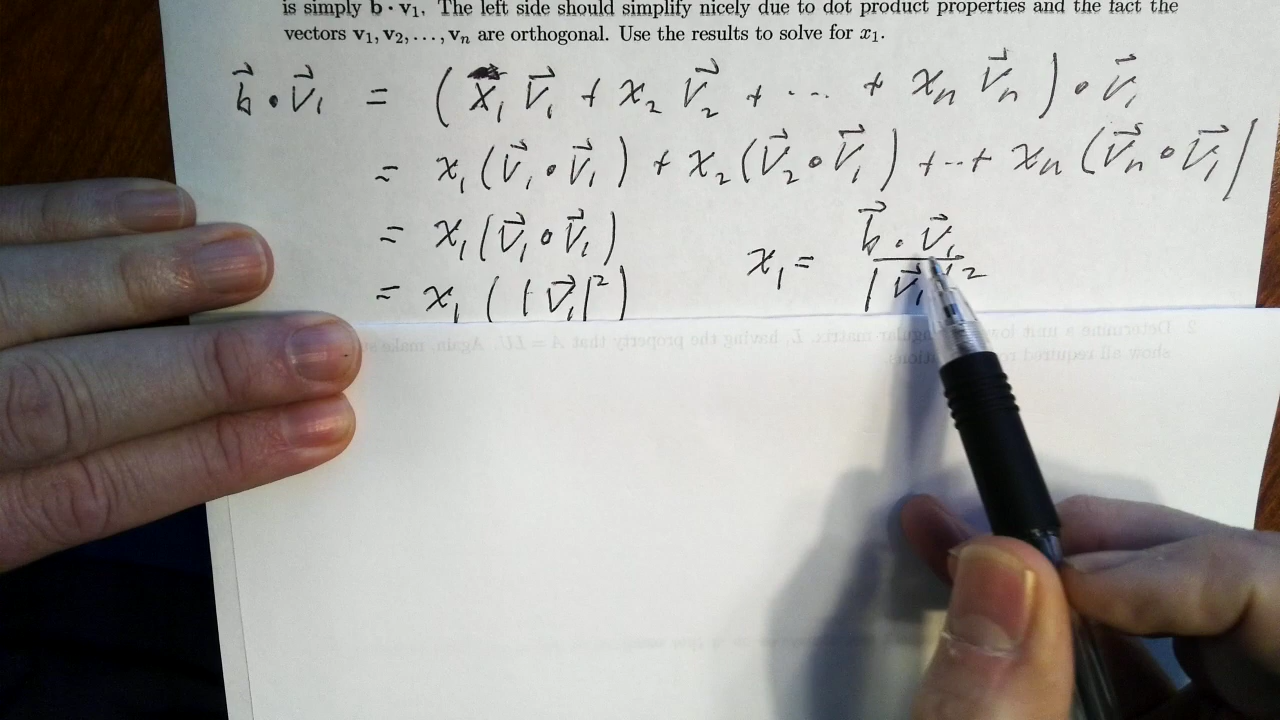 is simply b · v₁. The left side should simplify nicely due to dot product properties and the fact the
vectors v₁, v₂, . . . , vₙ are orthogonal. Use the results to solve for x₁.
b⃗ · v⃗₁ = ( x₁ v⃗₁ + x₂ v⃗₂ + ... + xₙ v⃗ₙ ) · v⃗₁
= x₁ (v⃗₁ · v⃗₁) + x₂ (v⃗₂ · v⃗₁) + ... + xₙ (v⃗ₙ · v⃗₁)
= x₁ (v⃗₁ · v⃗₁)
= x₁ ( |v⃗₁|² )
x₁ = b⃗ · v⃗₁ / |v⃗₁|²